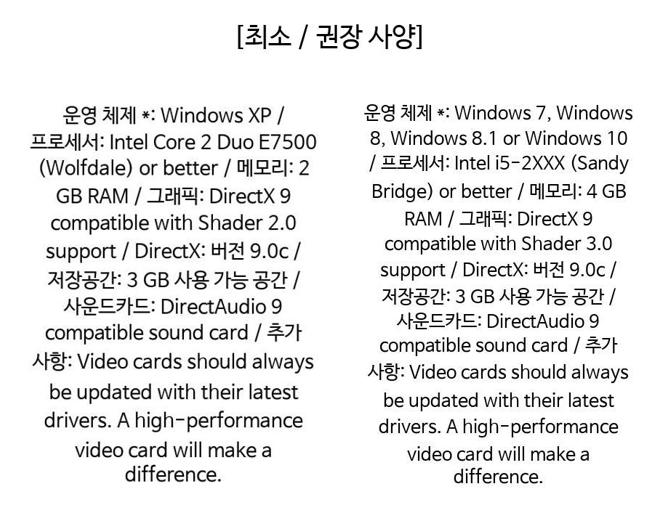 [최소 / 권장 사양]
운영 체제 *: Windows XP /
프로세서: Intel Core 2 Duo E7500
(Wolfdale) or better / 메모리: 2
GB RAM / 그래픽: DirectX 9
compatible with Shader 2.0
support / DirectX: 버전 9.0c /
저장공간: 3 GB 사용 가능 공간 /
사운드카드: DirectAudio 9
compatible sound card / 추가
사항: Video cards should always
be updated with their latest
drivers. A high-performance
video card will make a
difference.
운영 체제 *: Windows 7, Windows
8, Windows 8.1 or Windows 10
/ 프로세서: Intel i5-2XXX (Sandy
Bridge) or better / 메모리: 4 GB
RAM / 그래픽: DirectX 9
compatible with Shader 3.0
support / DirectX: 버전 9.0c /
저장공간: 3 GB 사용 가능 공간 /
사운드카드: DirectAudio 9
compatible sound card / 추가
사항: Video cards should always
be updated with their latest
drivers. A high-performance
video card will make a
difference.